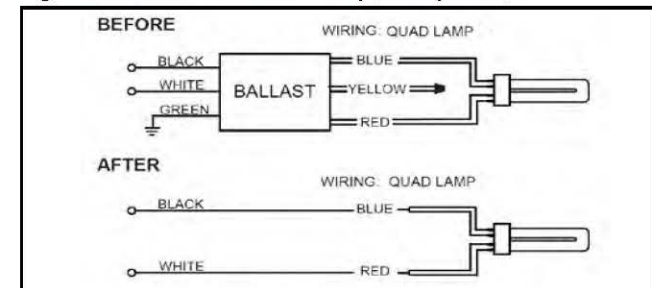 BEFORE
WIRING: QUAD LAMP
BLACK
BLUE
WHITE
BALLAST
YELLOW
GREEN
RED
AFTER
WIRING: QUAD LAMP
BLACK
BLUE
WHITE
RED